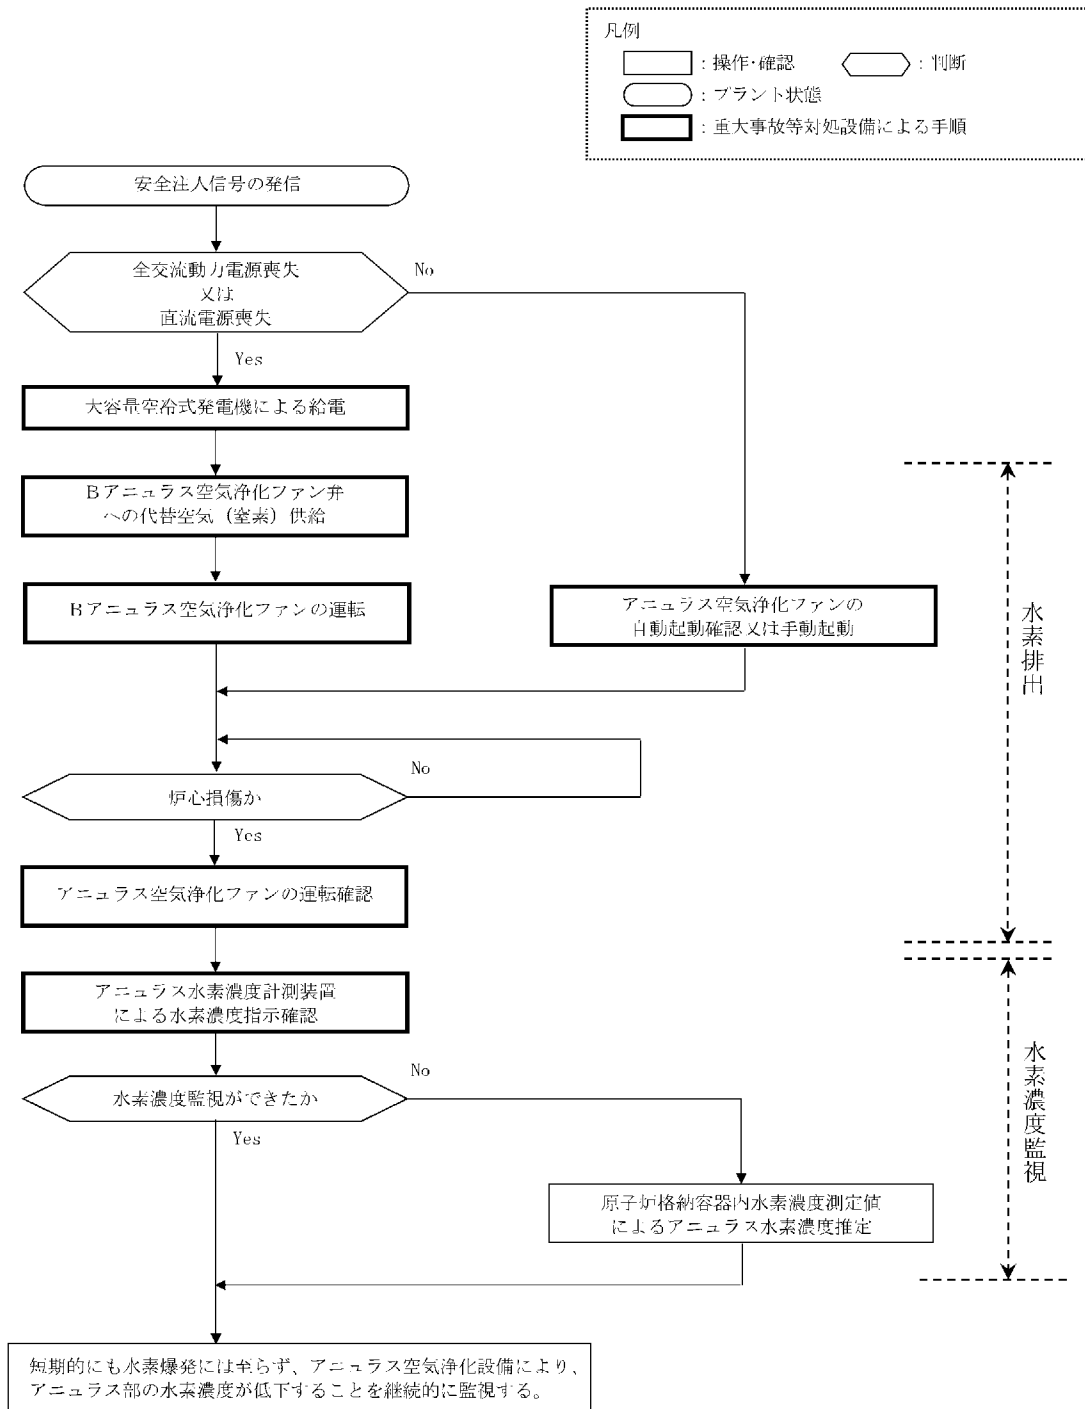 凡例
：操作・確認
：判断
：プラント状態
：重大事故等対処設備による手順
安全注入信号の発信
全交流動力電源喪失
又は
直流電源喪失
No
Yes
大容量空冷式発電機による給電
Bアニュラス空気浄化ファン弁
への代替空気（窒素）供給
Bアニュラス空気浄化ファンの運転
アニュラス空気浄化ファンの
自動起動確認又は手動起動
水素排出
炉心損傷か
No
Yes
アニュラス空気浄化ファンの運転確認
アニュラス水素濃度計測装置
による水素濃度指示確認
水素濃度監視ができたか
No
Yes
水素濃度監視
原子炉格納容器内水素濃度測定値
によるアニュラス水素濃度推定
短期的にも水素爆発には至らず、アニュラス空気浄化設備により、
アニュラス部の水素濃度が低下することを継続的に監視する。